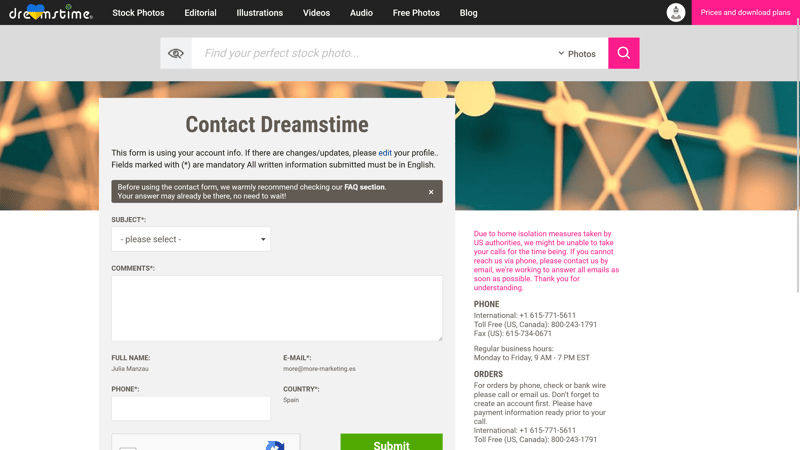 dreamstime
Stock Photos
Editorial
Illustrations
Videos
Audio
Free Photos
Blog
Prices and download plans
Find your perfect stock photo...
Photos
Contact Dreamstime
This form is using your account info. If there are changes/updates, please edit your profile..
Fields marked with (*) are mandatory All written information submitted must be in English.
Before using the contact form, we warmly recommend checking our FAQ section.
Your answer may already be there, no need to wait!
×
SUBJECT*:
- please select -
COMMENTS*:
FULL NAME:
Julia Manzau
E-MAIL*:
more@more-marketing.es
PHONE*:
COUNTRY*:
Spain
Submit
Due to home isolation measures taken by
US authorities, we might be unable to take
your calls for the time being. If you cannot
reach us via phone, please contact us by
email, we're working to answer all emails as
soon as possible. Thank you for
understanding.
PHONE
International: +1 615-771-5611
Toll Free (US, Canada): 800-243-1791
Fax (US): 615-734-0671
Regular business hours:
Monday to Friday, 9 AM - 7 PM EST
ORDERS
For orders by phone, check or bank wire
please call or email us. Don't forget to
create an account first. Please have
payment information ready prior to your
call.
International: +1 615-771-5611
Toll Free (US, Canada): 800-243-1791